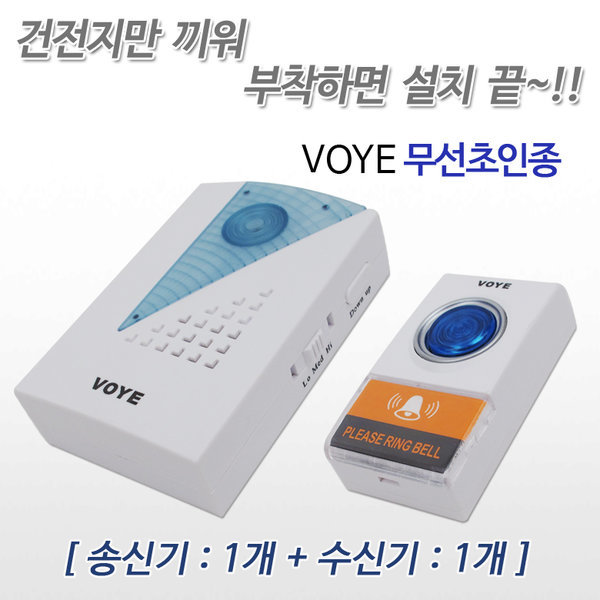 건전지만 끼워
부착하면 설치 끝~!!
VOYE 무선초인종
VOYE
Lo Med Hi
Down up
VOYE
PLEASE RING BELL
[ 송신기 : 1개 + 수신기 : 1개 ]